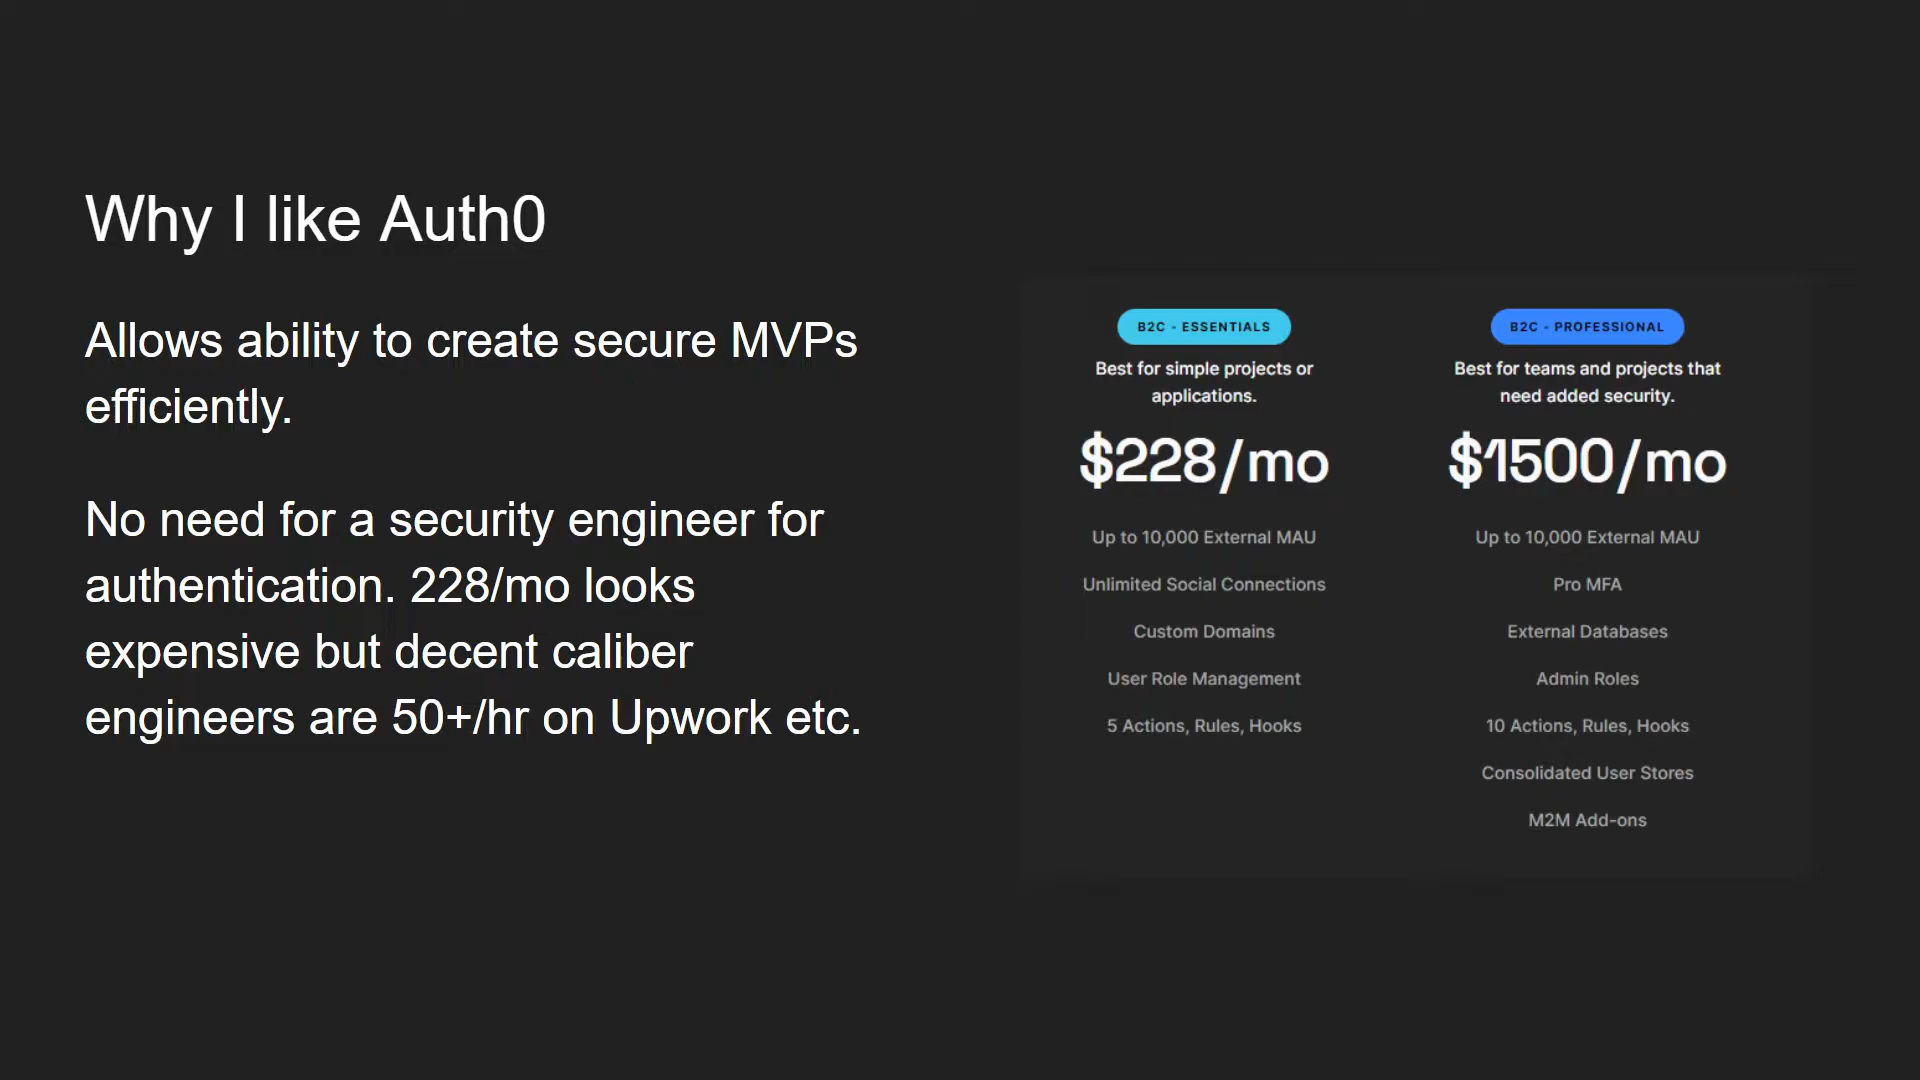 Why I like Auth0
Allows ability to create secure MVPs
efficiently.
No need for a security engineer for
authentication. 228/mo looks
expensive but decent caliber
engineers are 50+/hr on Upwork etc.
B2C - ESSENTIALS
Best for simple projects or
applications.
$228/mo
Up to 10,000 External MAU
Unlimited Social Connections
Custom Domains
User Role Management
5 Actions, Rules, Hooks
B2C - PROFESSIONAL
Best for teams and projects that
need added security.
$1500/mo
Up to 10,000 External MAU
Pro MFA
External Databases
Admin Roles
10 Actions, Rules, Hooks
Consolidated User Stores
M2M Add-ons